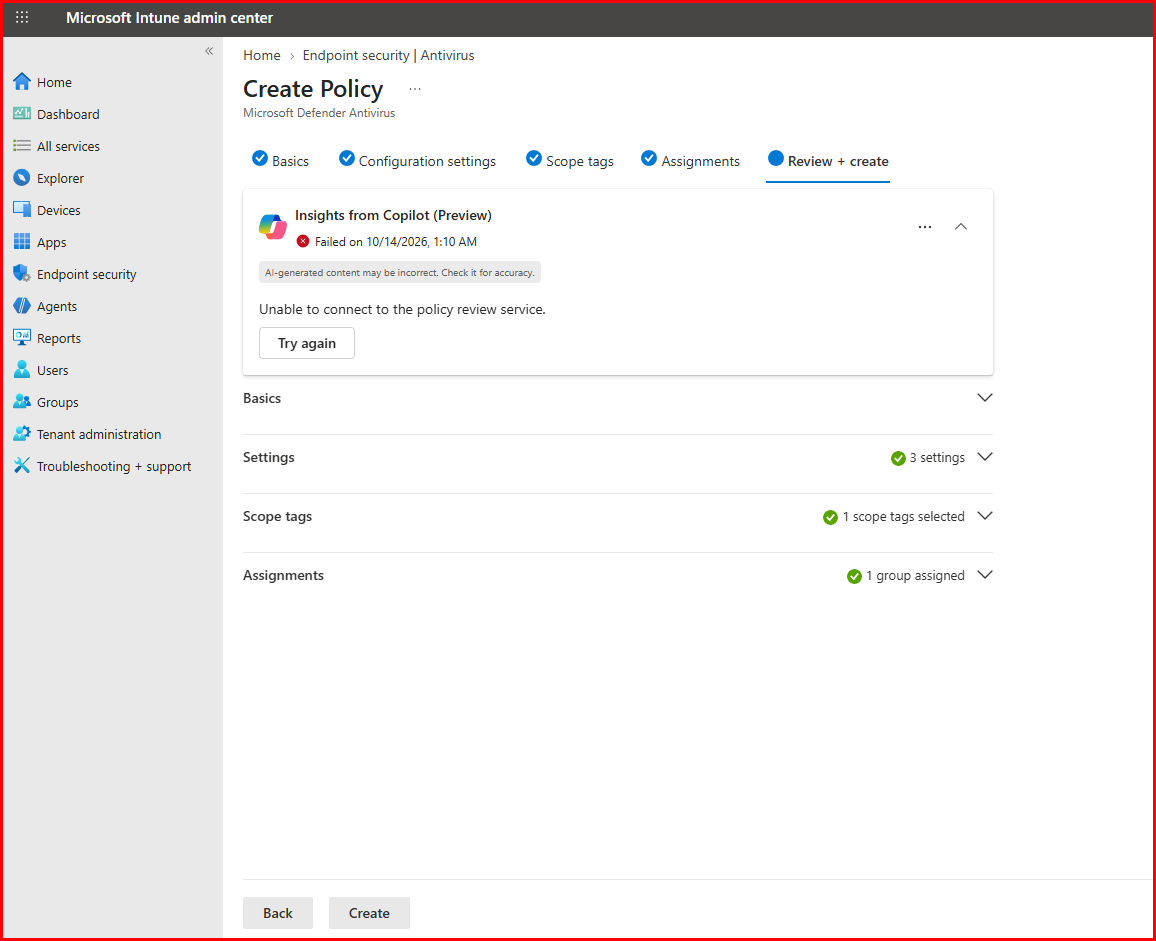 Microsoft Intune admin center
«
Home
Dashboard
All services
Explorer
Devices
Apps
Endpoint security
Agents
Reports
Users
Groups
Tenant administration
Troubleshooting + support
Home › Endpoint security | Antivirus
Create Policy ...
Microsoft Defender Antivirus
Basics Configuration settings Scope tags Assignments Review + create
Insights from Copilot (Preview)
Failed on 10/14/2026, 1:10 AM
AI-generated content may be incorrect. Check it for accuracy.
Unable to connect to the policy review service.
Try again
Basics
Settings 3 settings
Scope tags 1 scope tags selected
Assignments 1 group assigned
Back Create